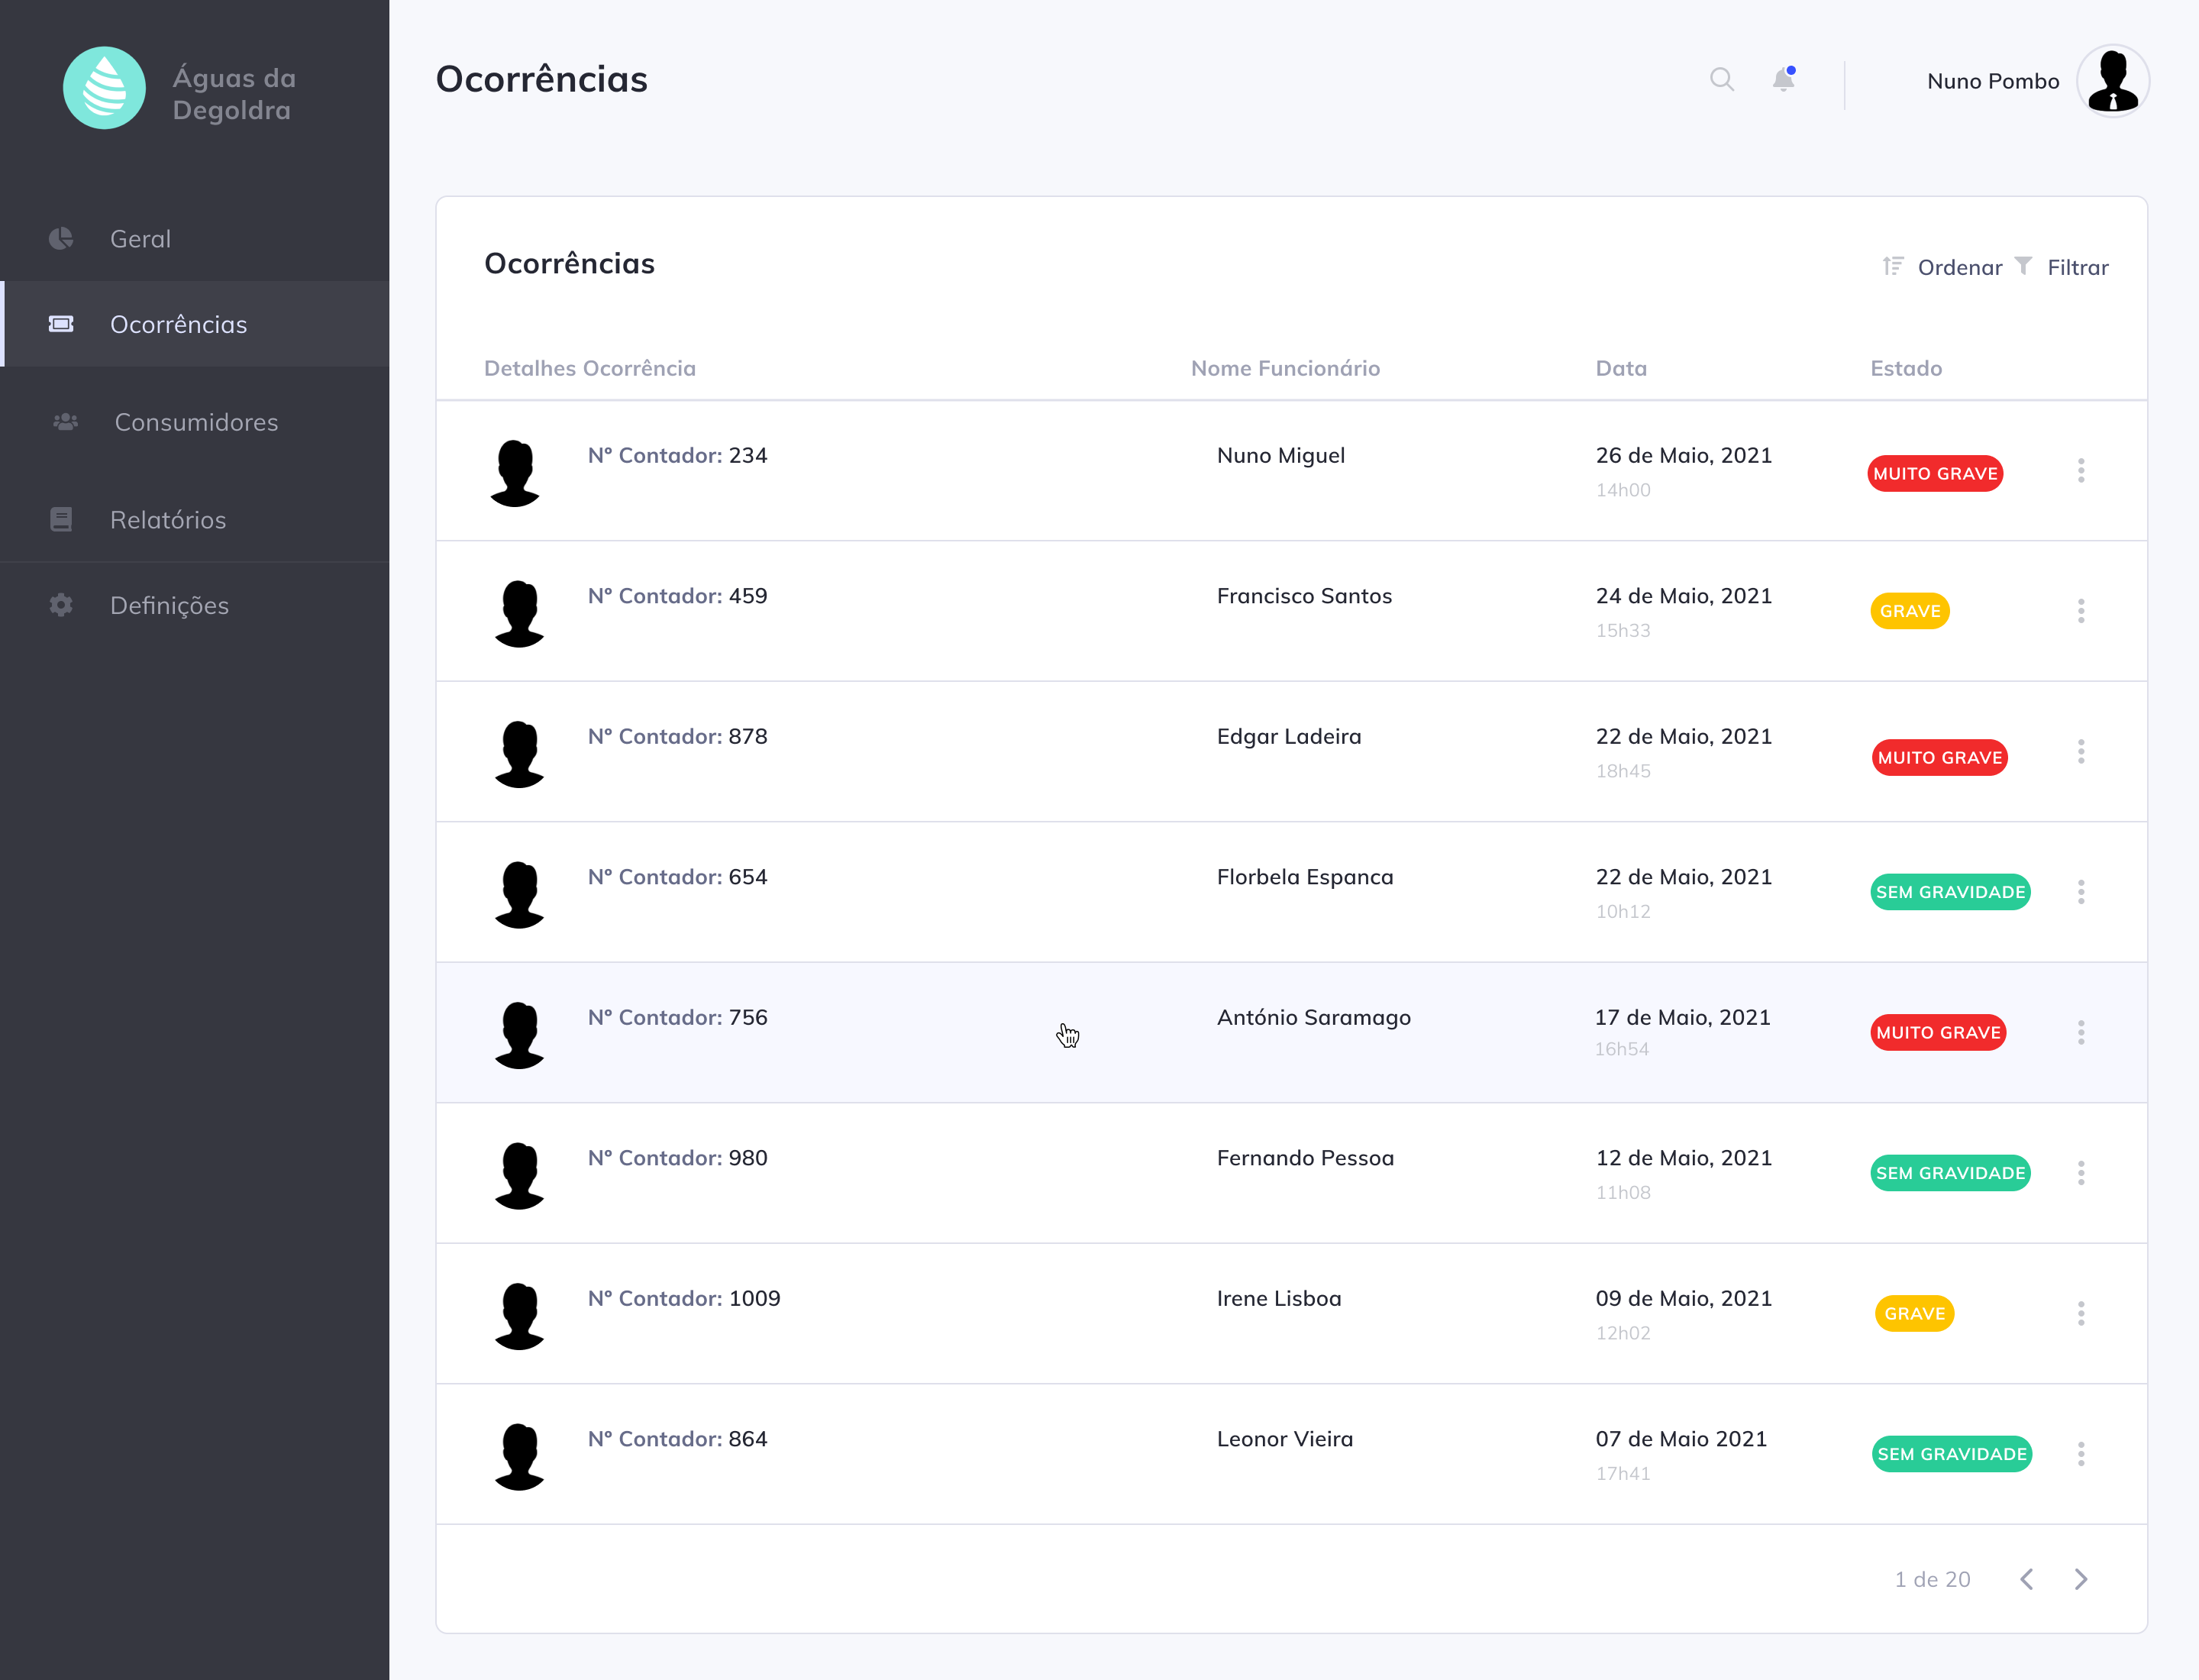 Águas da
Degoldra
Geral
Ocorrências
Consumidores
Relatórios
Definições
Ocorrências
Nuno Pombo
Ocorrências
Ordenar Filtrar
Detalhes Ocorrência Nome Funcionário Data Estado
Nº Contador: 234 Nuno Miguel 26 de Maio, 2021
14h00
MUITO GRAVE
Nº Contador: 459 Francisco Santos 24 de Maio, 2021
15h33
GRAVE
Nº Contador: 878 Edgar Ladeira 22 de Maio, 2021
18h45
MUITO GRAVE
Nº Contador: 654 Florbela Espanca 22 de Maio, 2021
10h12
SEM GRAVIDADE
Nº Contador: 756 António Saramago 17 de Maio, 2021
16h54
MUITO GRAVE
Nº Contador: 980 Fernando Pessoa 12 de Maio, 2021
11h08
SEM GRAVIDADE
Nº Contador: 1009 Irene Lisboa 09 de Maio, 2021
12h02
GRAVE
Nº Contador: 864 Leonor Vieira 07 de Maio 2021
17h41
SEM GRAVIDADE
1 de 20